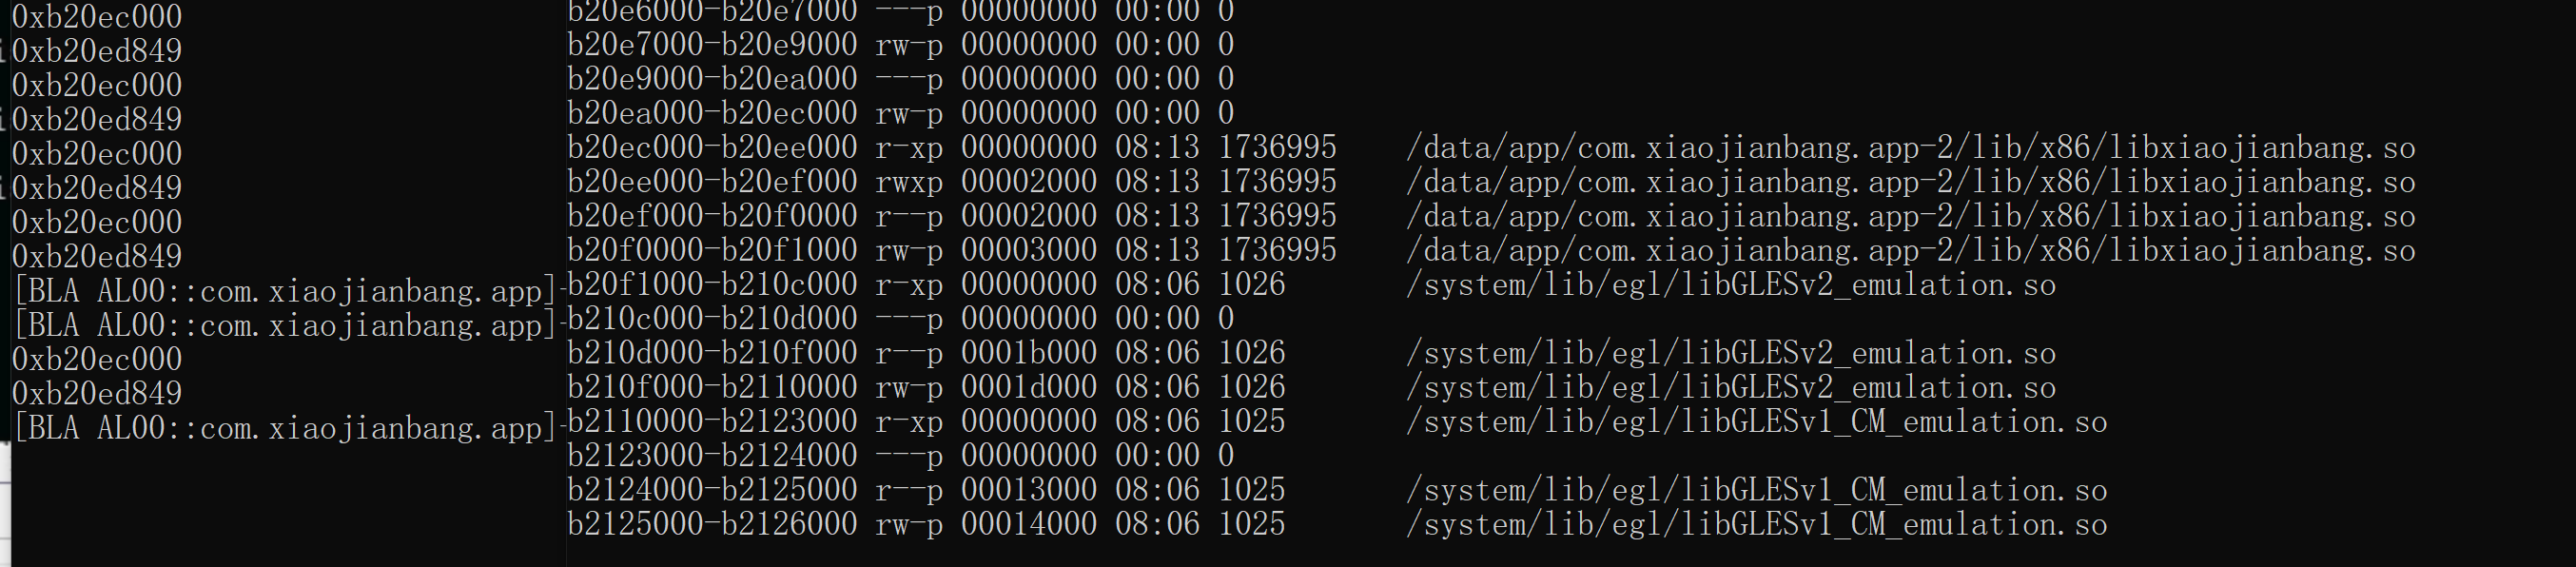 0xb20ec000
0xb20ed849
0xb20ec000
0xb20ed849
0xb20ec000
0xb20ed849
0xb20ec000
0xb20ed849
[BLA AL00::com.xiaojianbang.app]-
[BLA AL00::com.xiaojianbang.app]-
0xb20ec000
0xb20ed849
[BLA AL00::com.xiaojianbang.app]-
b20e6000-b20e7000 ---p 00000000 00:00 0
b20e7000-b20e9000 rw-p 00000000 00:00 0
b20e9000-b20ea000 ---p 00000000 00:00 0
b20ea000-b20ec000 rw-p 00000000 00:00 0
b20ec000-b20ee000 r-xp 00000000 08:13 1736995 /data/app/com.xiaojianbang.app-2/lib/x86/libxiaojianbang.so
b20ee000-b20ef000 rwxp 00002000 08:13 1736995 /data/app/com.xiaojianbang.app-2/lib/x86/libxiaojianbang.so
b20ef000-b20f0000 r--p 00002000 08:13 1736995 /data/app/com.xiaojianbang.app-2/lib/x86/libxiaojianbang.so
b20f0000-b20f1000 rw-p 00003000 08:13 1736995 /data/app/com.xiaojianbang.app-2/lib/x86/libxiaojianbang.so
b20f1000-b210c000 r-xp 00000000 08:06 1026 /system/lib/egl/libGLESv2_emulation.so
b210c000-b210d000 ---p 00000000 00:00 0
b210d000-b210f000 r--p 0001b000 08:06 1026 /system/lib/egl/libGLESv2_emulation.so
b210f000-b2110000 rw-p 0001d000 08:06 1026 /system/lib/egl/libGLESv2_emulation.so
b2110000-b2123000 r-xp 00000000 08:06 1025 /system/lib/egl/libGLESv1_CM_emulation.so
b2123000-b2124000 ---p 00000000 00:00 0
b2124000-b2125000 r--p 00013000 08:06 1025 /system/lib/egl/libGLESv1_CM_emulation.so
b2125000-b2126000 rw-p 00014000 08:06 1025 /system/lib/egl/libGLESv1_CM_emulation.so